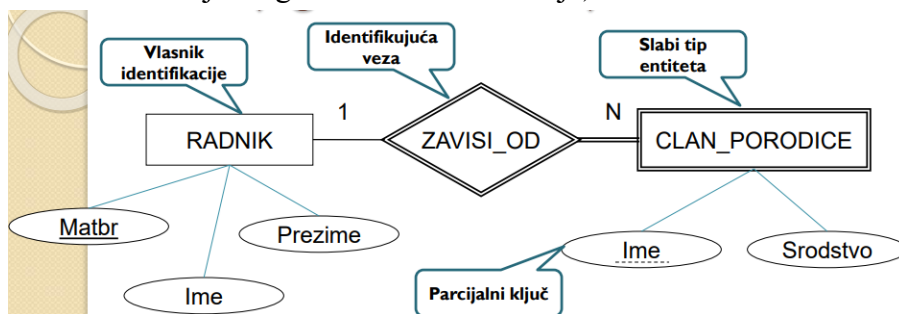 Vlasnik
identifikacije
Identifikujuća
veza
Slabi tip
entiteta
1
N
RADNIK
ZAVISI_OD
CLAN_PORODICE
Matbr
Prezime
Ime
Ime
Srodstvo
Parcijalni ključ